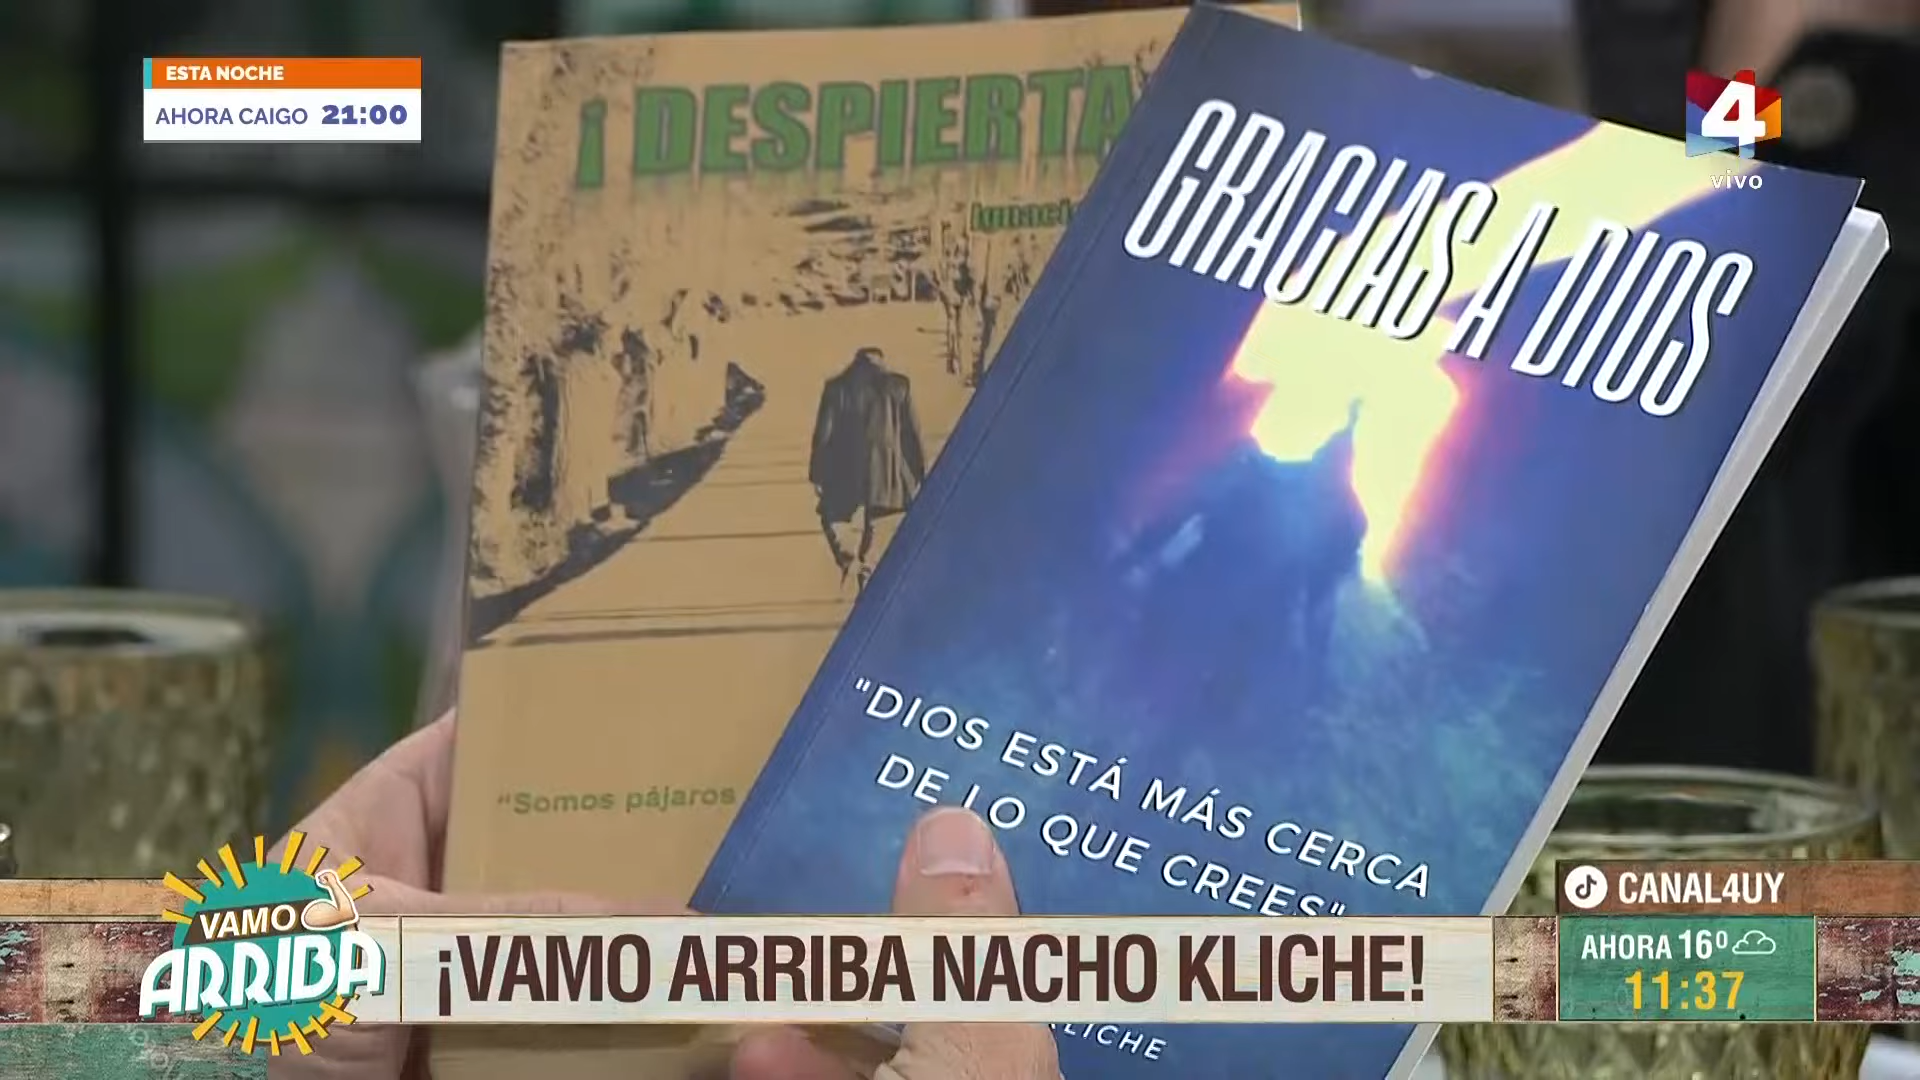 ESTA NOCHE
AHORA CAIGO 21:00
4
vivo
¡DESPIERTA
GRACIAS A DIOS
"Somos pájaros
"DIOS ESTÁ MÁS CERCA
DE LO QUE CREES"
VAMO
ARRIBA
¡VAMO ARRIBA NACHO KLICHE!
CANAL4UY
AHORA 16º
11:37
KLICHE